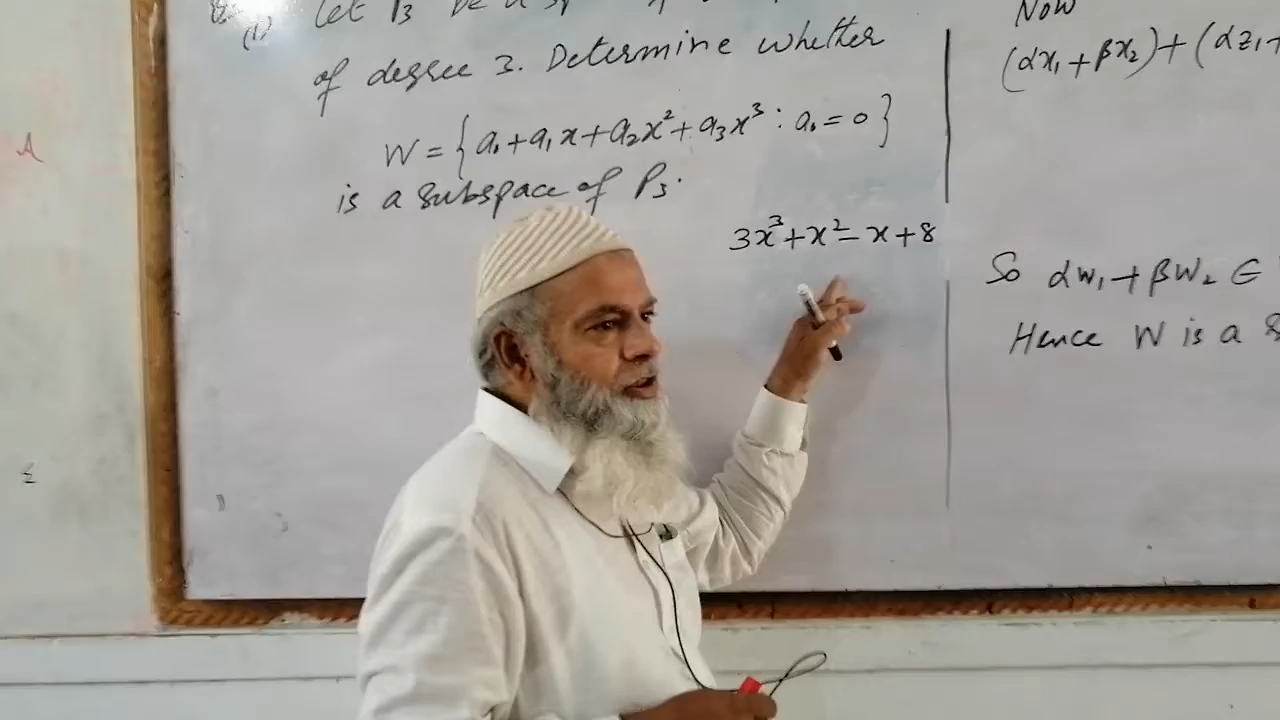 (1) Let P₃ be a
of degree 3. Determine whether
W = { a₀ + a₁x + a₂x² + a₃x³ : a₀ = 0 }
is a subspace of P₃.
3x³ + x² - x + 8
Now
(αx₁ + βx₂) + (αz₁ +
So αw₁ + βw₂ ∈
Hence W is a